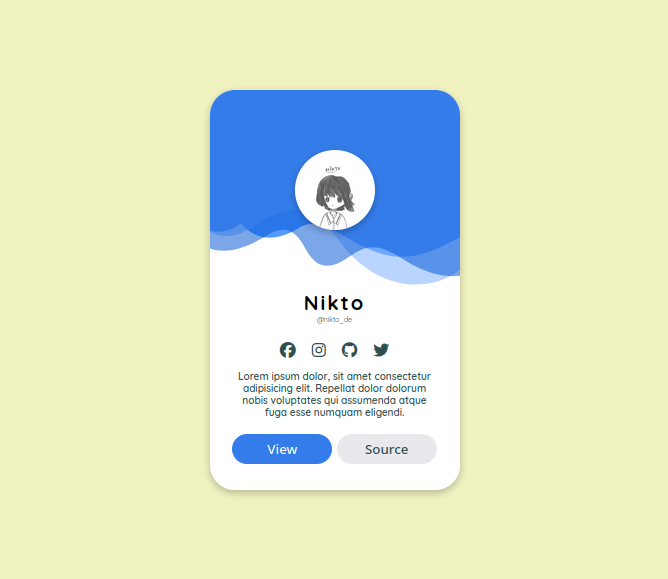 Nikto
Nikto
@nikto_de
Lorem ipsum dolor, sit amet consectetur
adipisicing elit. Repellat dolor dolorum
nobis voluptates qui assumenda atque
fuga esse numquam eligendi.
View
Source